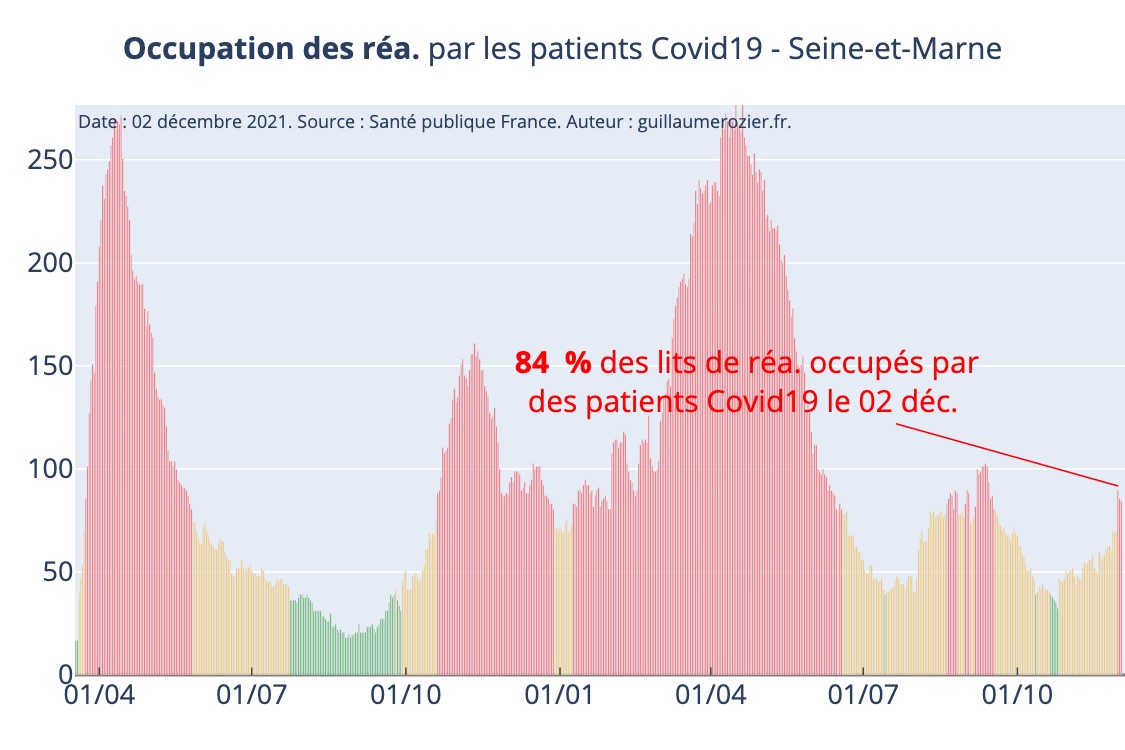 Occupation des réa. par les patients Covid19 - Seine-et-Marne
Date : 02 décembre 2021. Source : Santé publique France. Auteur : guillaumerozier.fr.
250
200
150
100
50
0
84 % des lits de réa. occupés par
des patients Covid19 le 02 déc.
01/04 01/07 01/10 01/01 01/04 01/07 01/10